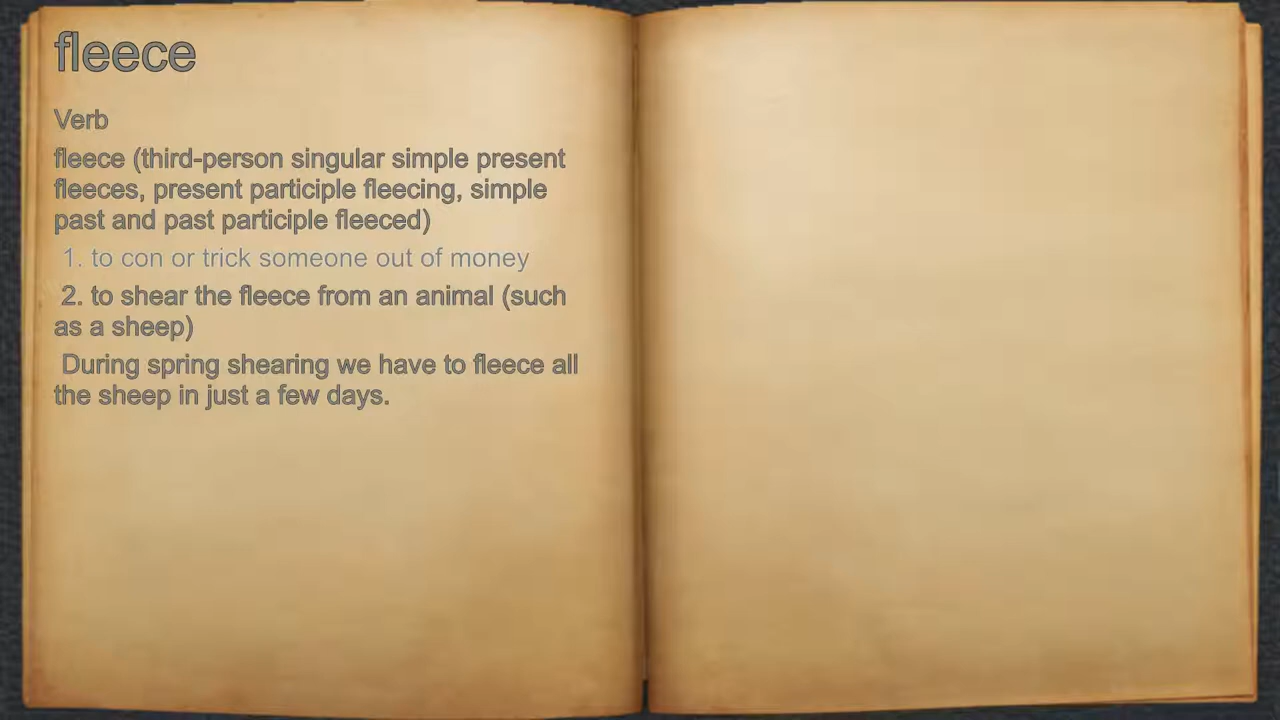 fleece
Verb
fleece (third-person singular simple present
fleeces, present participle fleecing, simple
past and past participle fleeced)
1. to con or trick someone out of money
2. to shear the fleece from an animal (such
as a sheep)
During spring shearing we have to fleece all
the sheep in just a few days.